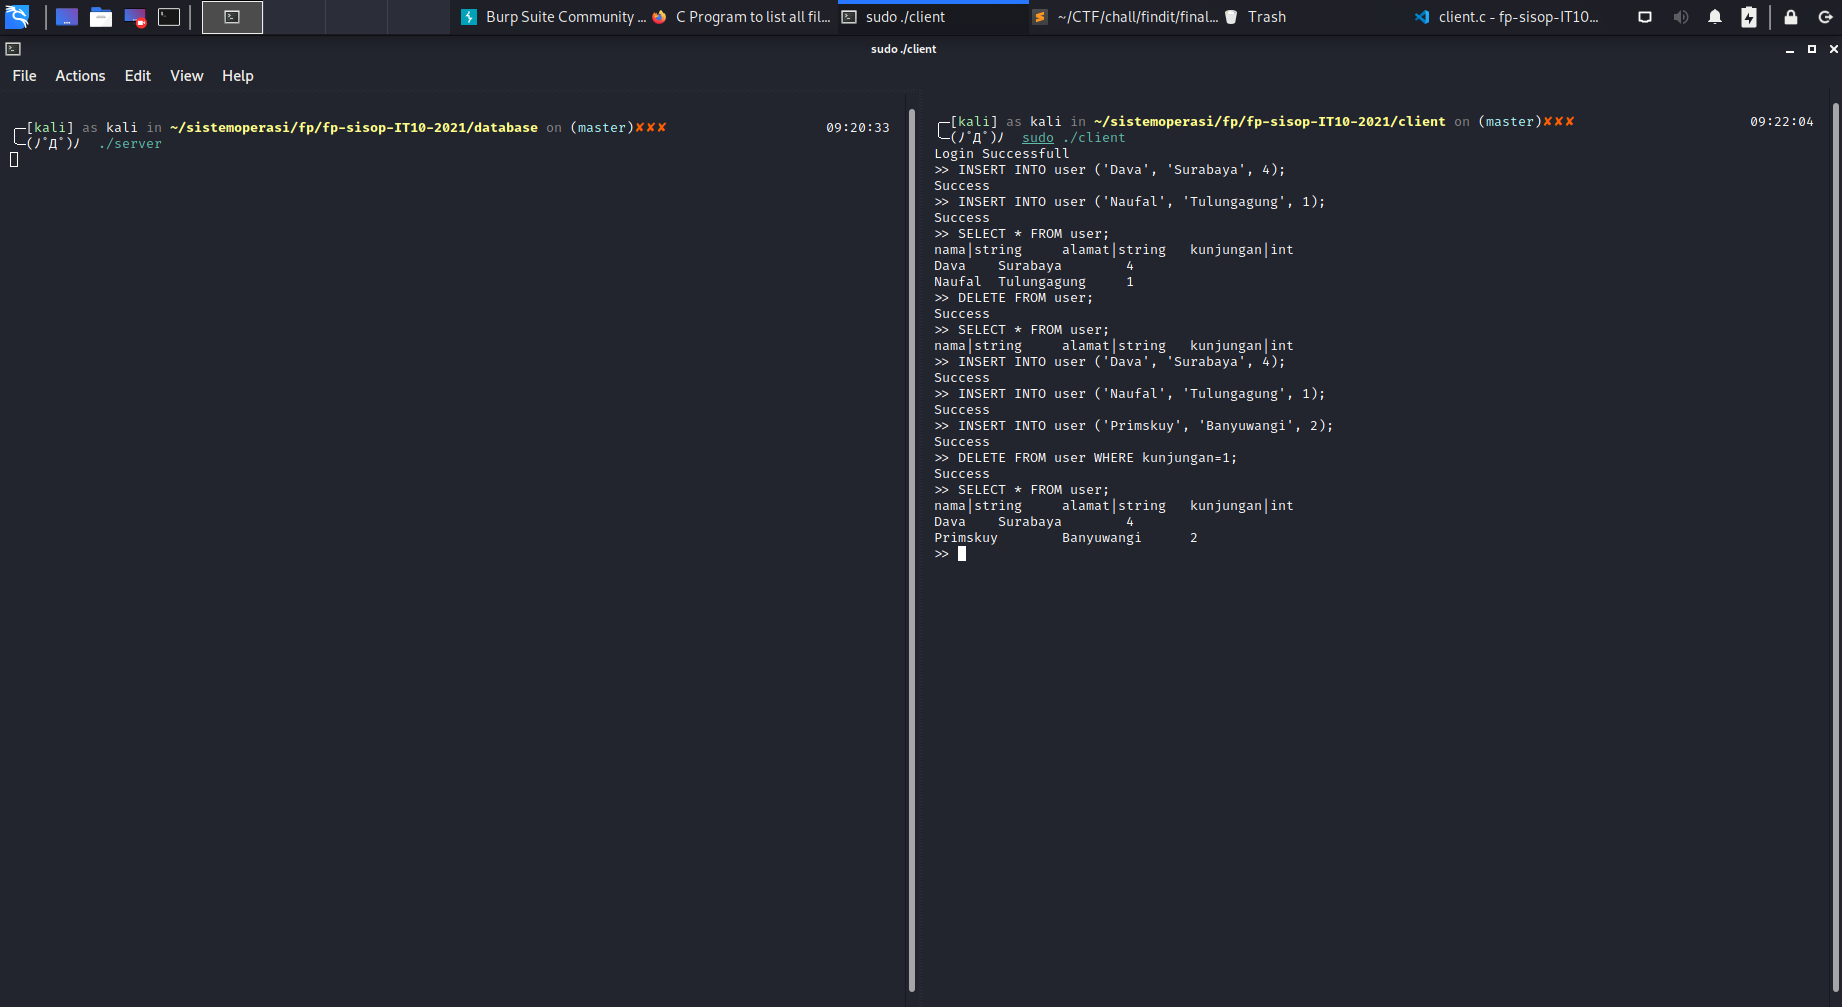 Burp Suite Community ...
C Program to list all fil...
sudo ./client
~/CTF/chall/findit/final...
Trash
client.c - fp-sisop-IT10...
sudo ./client
File Actions Edit View Help
[kali] as kali in ~/sistemoperasi/fp/fp-sisop-IT10-2021/database on (master)✘✘✘ 09:20:33
(ﾉ˚Д˚)ﾉ ./server
[kali] as kali in ~/sistemoperasi/fp/fp-sisop-IT10-2021/client on (master)✘✘✘ 09:22:04
(ﾉ˚Д˚)ﾉ sudo ./client
Login Successfull
>> INSERT INTO user ('Dava', 'Surabaya', 4);
Success
>> INSERT INTO user ('Naufal', 'Tulungagung', 1);
Success
>> SELECT * FROM user;
nama|string     alamat|string   kunjungan|int
Dava    Surabaya        4
Naufal  Tulungagung     1
>> DELETE FROM user;
Success
>> SELECT * FROM user;
nama|string     alamat|string   kunjungan|int
>> INSERT INTO user ('Dava', 'Surabaya', 4);
Success
>> INSERT INTO user ('Naufal', 'Tulungagung', 1);
Success
>> INSERT INTO user ('Primskuy', 'Banyuwangi', 2);
Success
>> DELETE FROM user WHERE kunjungan=1;
Success
>> SELECT * FROM user;
nama|string     alamat|string   kunjungan|int
Dava    Surabaya        4
Primskuy        Banyuwangi      2
>>